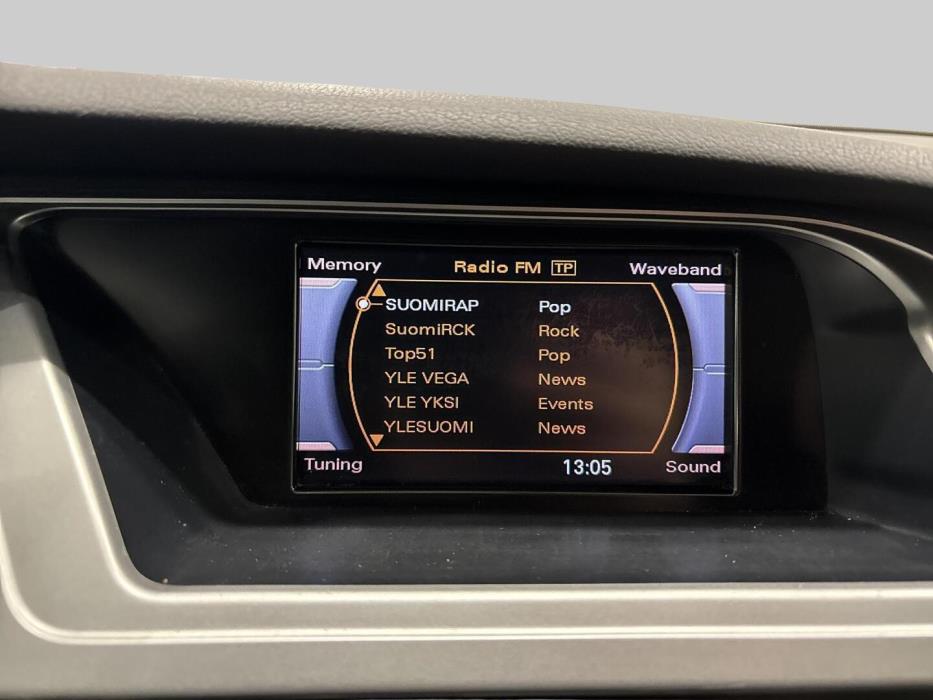 Memory Radio FM TP Waveband
SUOMIRAP Pop
SuomiRCK Rock
Top51 Pop
YLE VEGA News
YLE YKSI Events
YLESUOMI News
Tuning 13:05 Sound